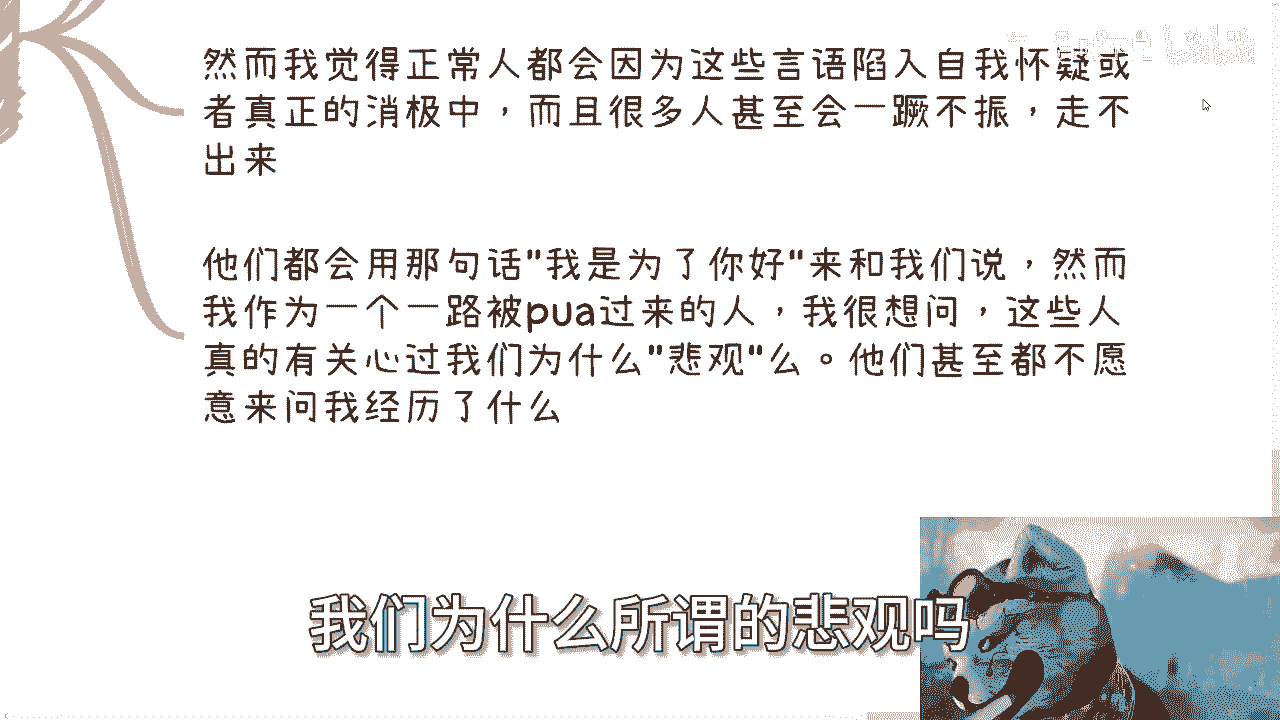 然而我觉得正常人都会因为这些言语陷入自我怀疑或
者真正的消极中，而且很多人甚至会一蹶不振，走不
出来
他们都会用那句话"我是为了你好"来和我们说，然而
我作为一个一路被pua过来的人，我很想问，这些人
真的有关心过我们为什么"悲观"么。他们甚至都不愿
意来问我经历了什么
我们为什么所谓的悲观吗